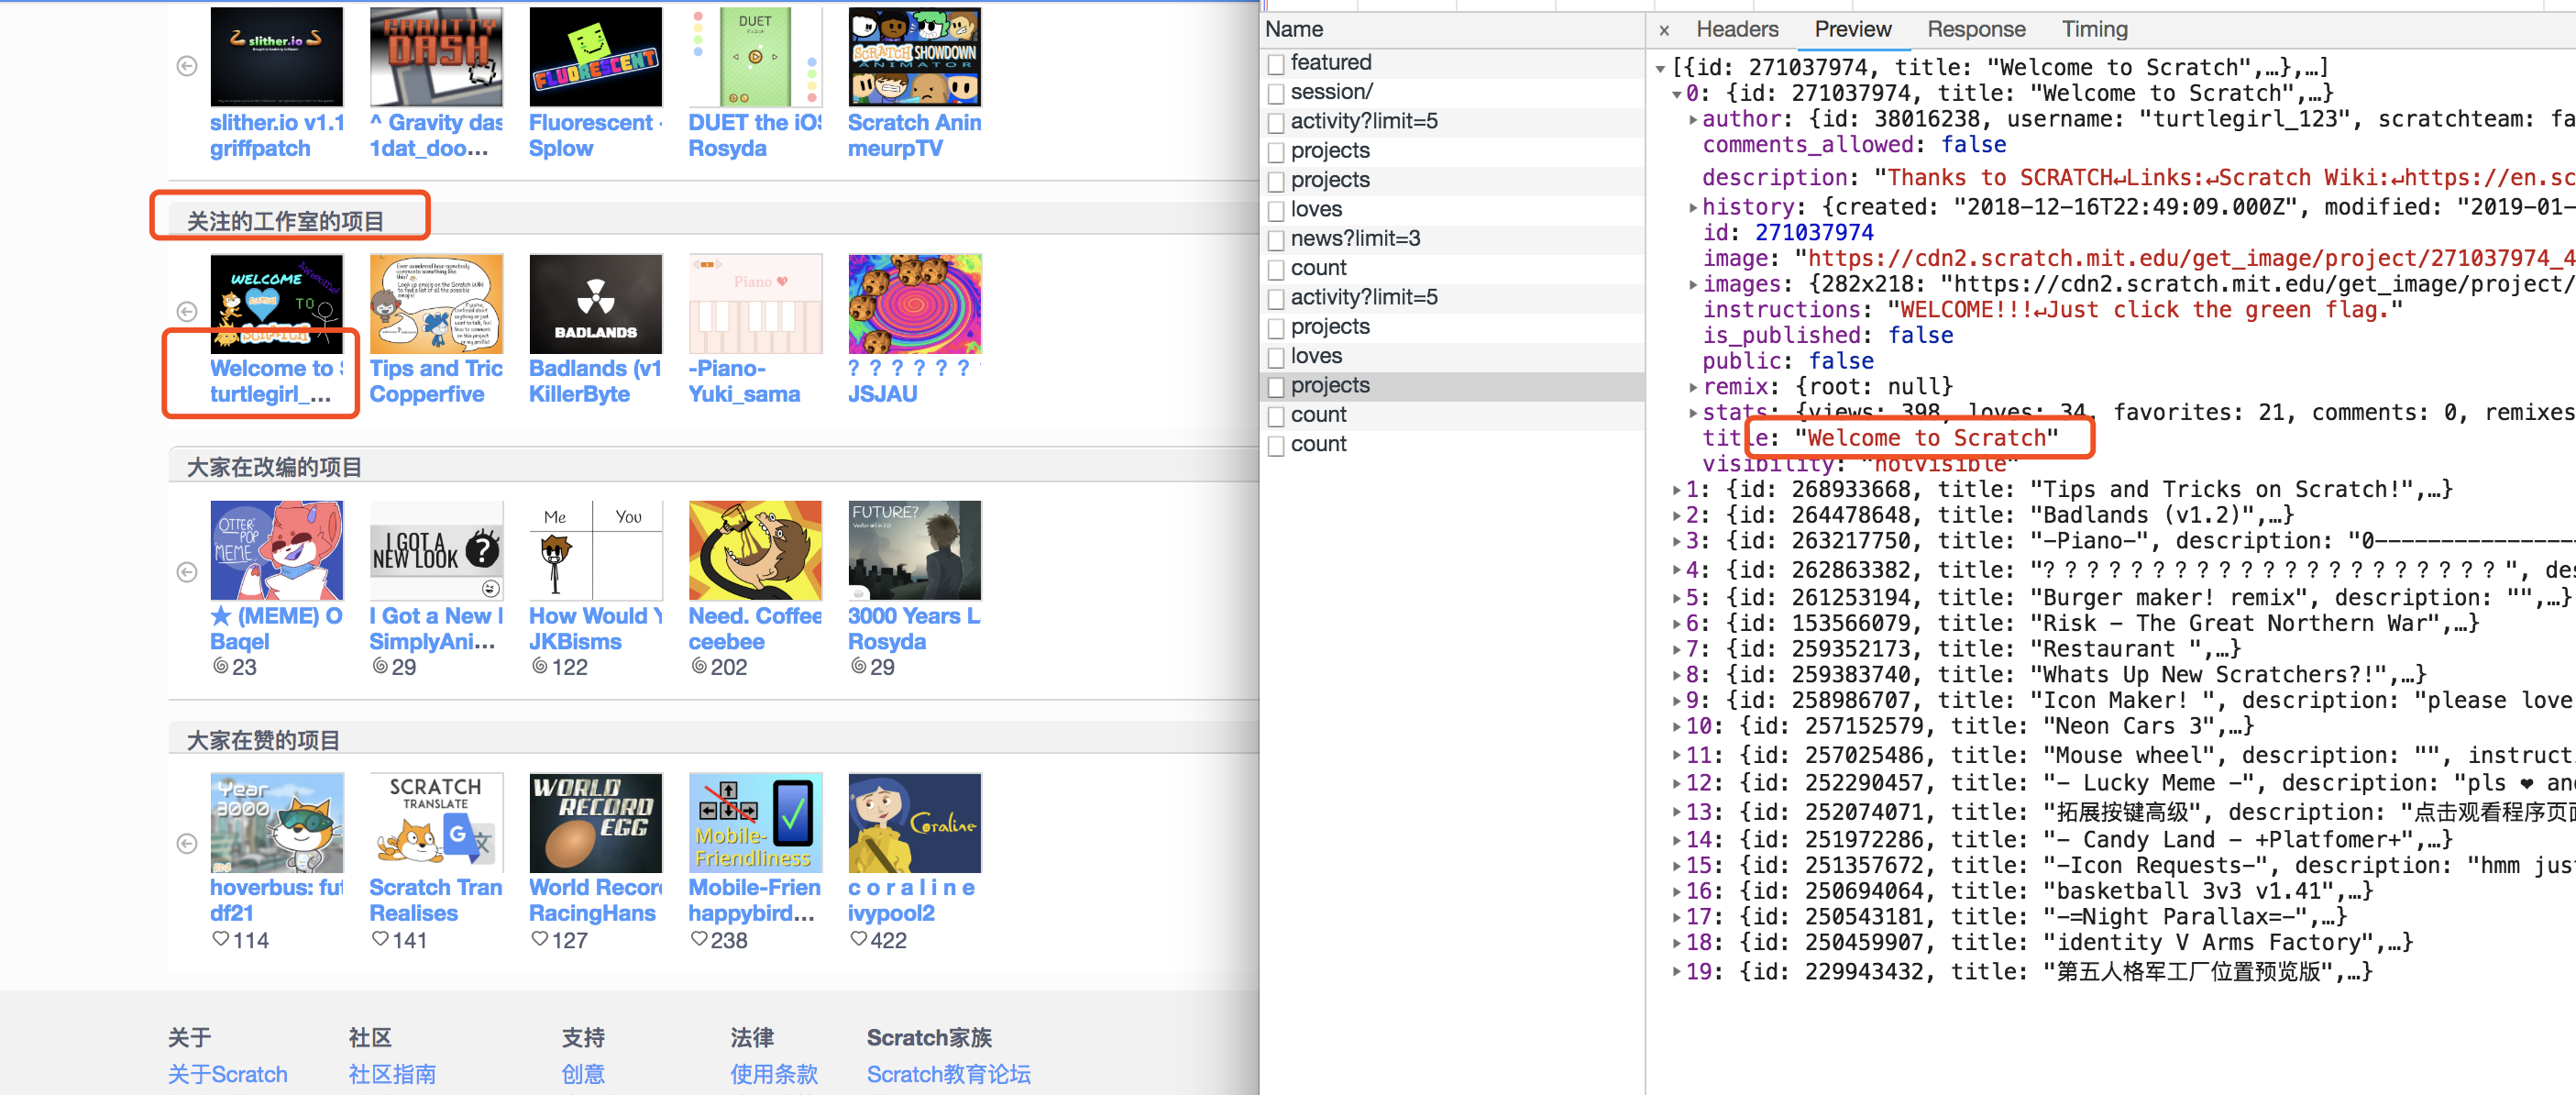 slither.io
GRAVITY
DASH
FLUORESCENT
DUET
SCRATCH SHOWDOWN
ANIMATOR
slither.io v1.1
^ Gravity das
Fluorescent -
DUET the iOS
Scratch Anin
griffpatch
1dat_doo...
Splow
Rosyda
meurpTV
关注的工作室的项目
WELCOME
Awesome!
TO
BADLANDS
Piano
Welcome to S
Tips and Tric
Badlands (v1
-Piano-
? ? ? ? ? ?
turtlegirl_...
Copperfive
KillerByte
Yuki_sama
JSJAU
大家在改编的项目
OTTER
POP
MEME
I GOT A
NEW LOOK
?
Me
You
FUTURE?
★ (MEME) O
I Got a New l
How Would Y
Need. Coffee
3000 Years L
Baqel
SimplyAni...
JKBisms
ceebee
Rosyda
23
29
122
202
29
大家在赞的项目
Year
3000
SCRATCH
TRANSLATE
G
文
WORLD
RECORD
EGG
Mobile-
Friendliness
Coraline
hoverbus: fut
Scratch Tran
World Recor
Mobile-Frien
c o r a l i n e
df21
Realises
RacingHans
happybird...
ivypool2
114
141
127
238
422
关于
社区
支持
法律
Scratch家族
关于Scratch
社区指南
创意
使用条款
Scratch教育论坛
Name
featured
session/
activity?limit=5
projects
projects
loves
news?limit=3
count
activity?limit=5
projects
loves
projects
count
count
× Headers Preview Response Timing
[{id: 271037974, title: "Welcome to Scratch",…},…]
0: {id: 271037974, title: "Welcome to Scratch",…}
author: {id: 38016238, username: "turtlegirl_123", scratchteam: fa
comments_allowed: false
description: "Thanks to SCRATCH↵Links:↵Scratch Wiki:↵https://en.sc
history: {created: "2018-12-16T22:49:09.000Z", modified: "2019-01-
id: 271037974
image: "https://cdn2.scratch.mit.edu/get_image/project/271037974_4
images: {282x218: "https://cdn2.scratch.mit.edu/get_image/project/
instructions: "WELCOME!!!↵Just click the green flag."
is_published: false
public: false
remix: {root: null}
stats: {views: 398, loves: 34, favorites: 21, comments: 0, remixes
title: "Welcome to Scratch"
visibility: "notvisible"
1: {id: 268933668, title: "Tips and Tricks on Scratch!",…}
2: {id: 264478648, title: "Badlands (v1.2)",…}
3: {id: 263217750, title: "-Piano-", description: "0----------------
4: {id: 262863382, title: "? ? ? ? ? ? ? ? ? ? ? ? ? ? ? ? ? ? ? ? ? ", des
5: {id: 261253194, title: "Burger maker! remix", description: "",…}
6: {id: 153566079, title: "Risk – The Great Northern War",…}
7: {id: 259352173, title: "Restaurant ",…}
8: {id: 259383740, title: "Whats Up New Scratchers?!",…}
9: {id: 258986707, title: "Icon Maker! ", description: "please love
10: {id: 257152579, title: "Neon Cars 3",…}
11: {id: 257025486, title: "Mouse wheel", description: "", instructi
12: {id: 252290457, title: "- Lucky Meme -", description: "pls ❤ and
13: {id: 252074071, title: "拓展按键高级", description: "点击观看程序页面
14: {id: 251972286, title: "- Candy Land - +Platfomer+",…}
15: {id: 251357672, title: "-Icon Requests-", description: "hmm jus
16: {id: 250694064, title: "basketball 3v3 v1.41",…}
17: {id: 250543181, title: "-=Night Parallax=-",…}
18: {id: 250459907, title: "identity V Arms Factory",…}
19: {id: 229943432, title: "第五人格军工厂位置预览版",…}